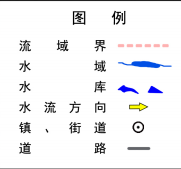 图 例
流 域 界
水 域
水 库
水 流 方 向
镇 、 街 道
道 路